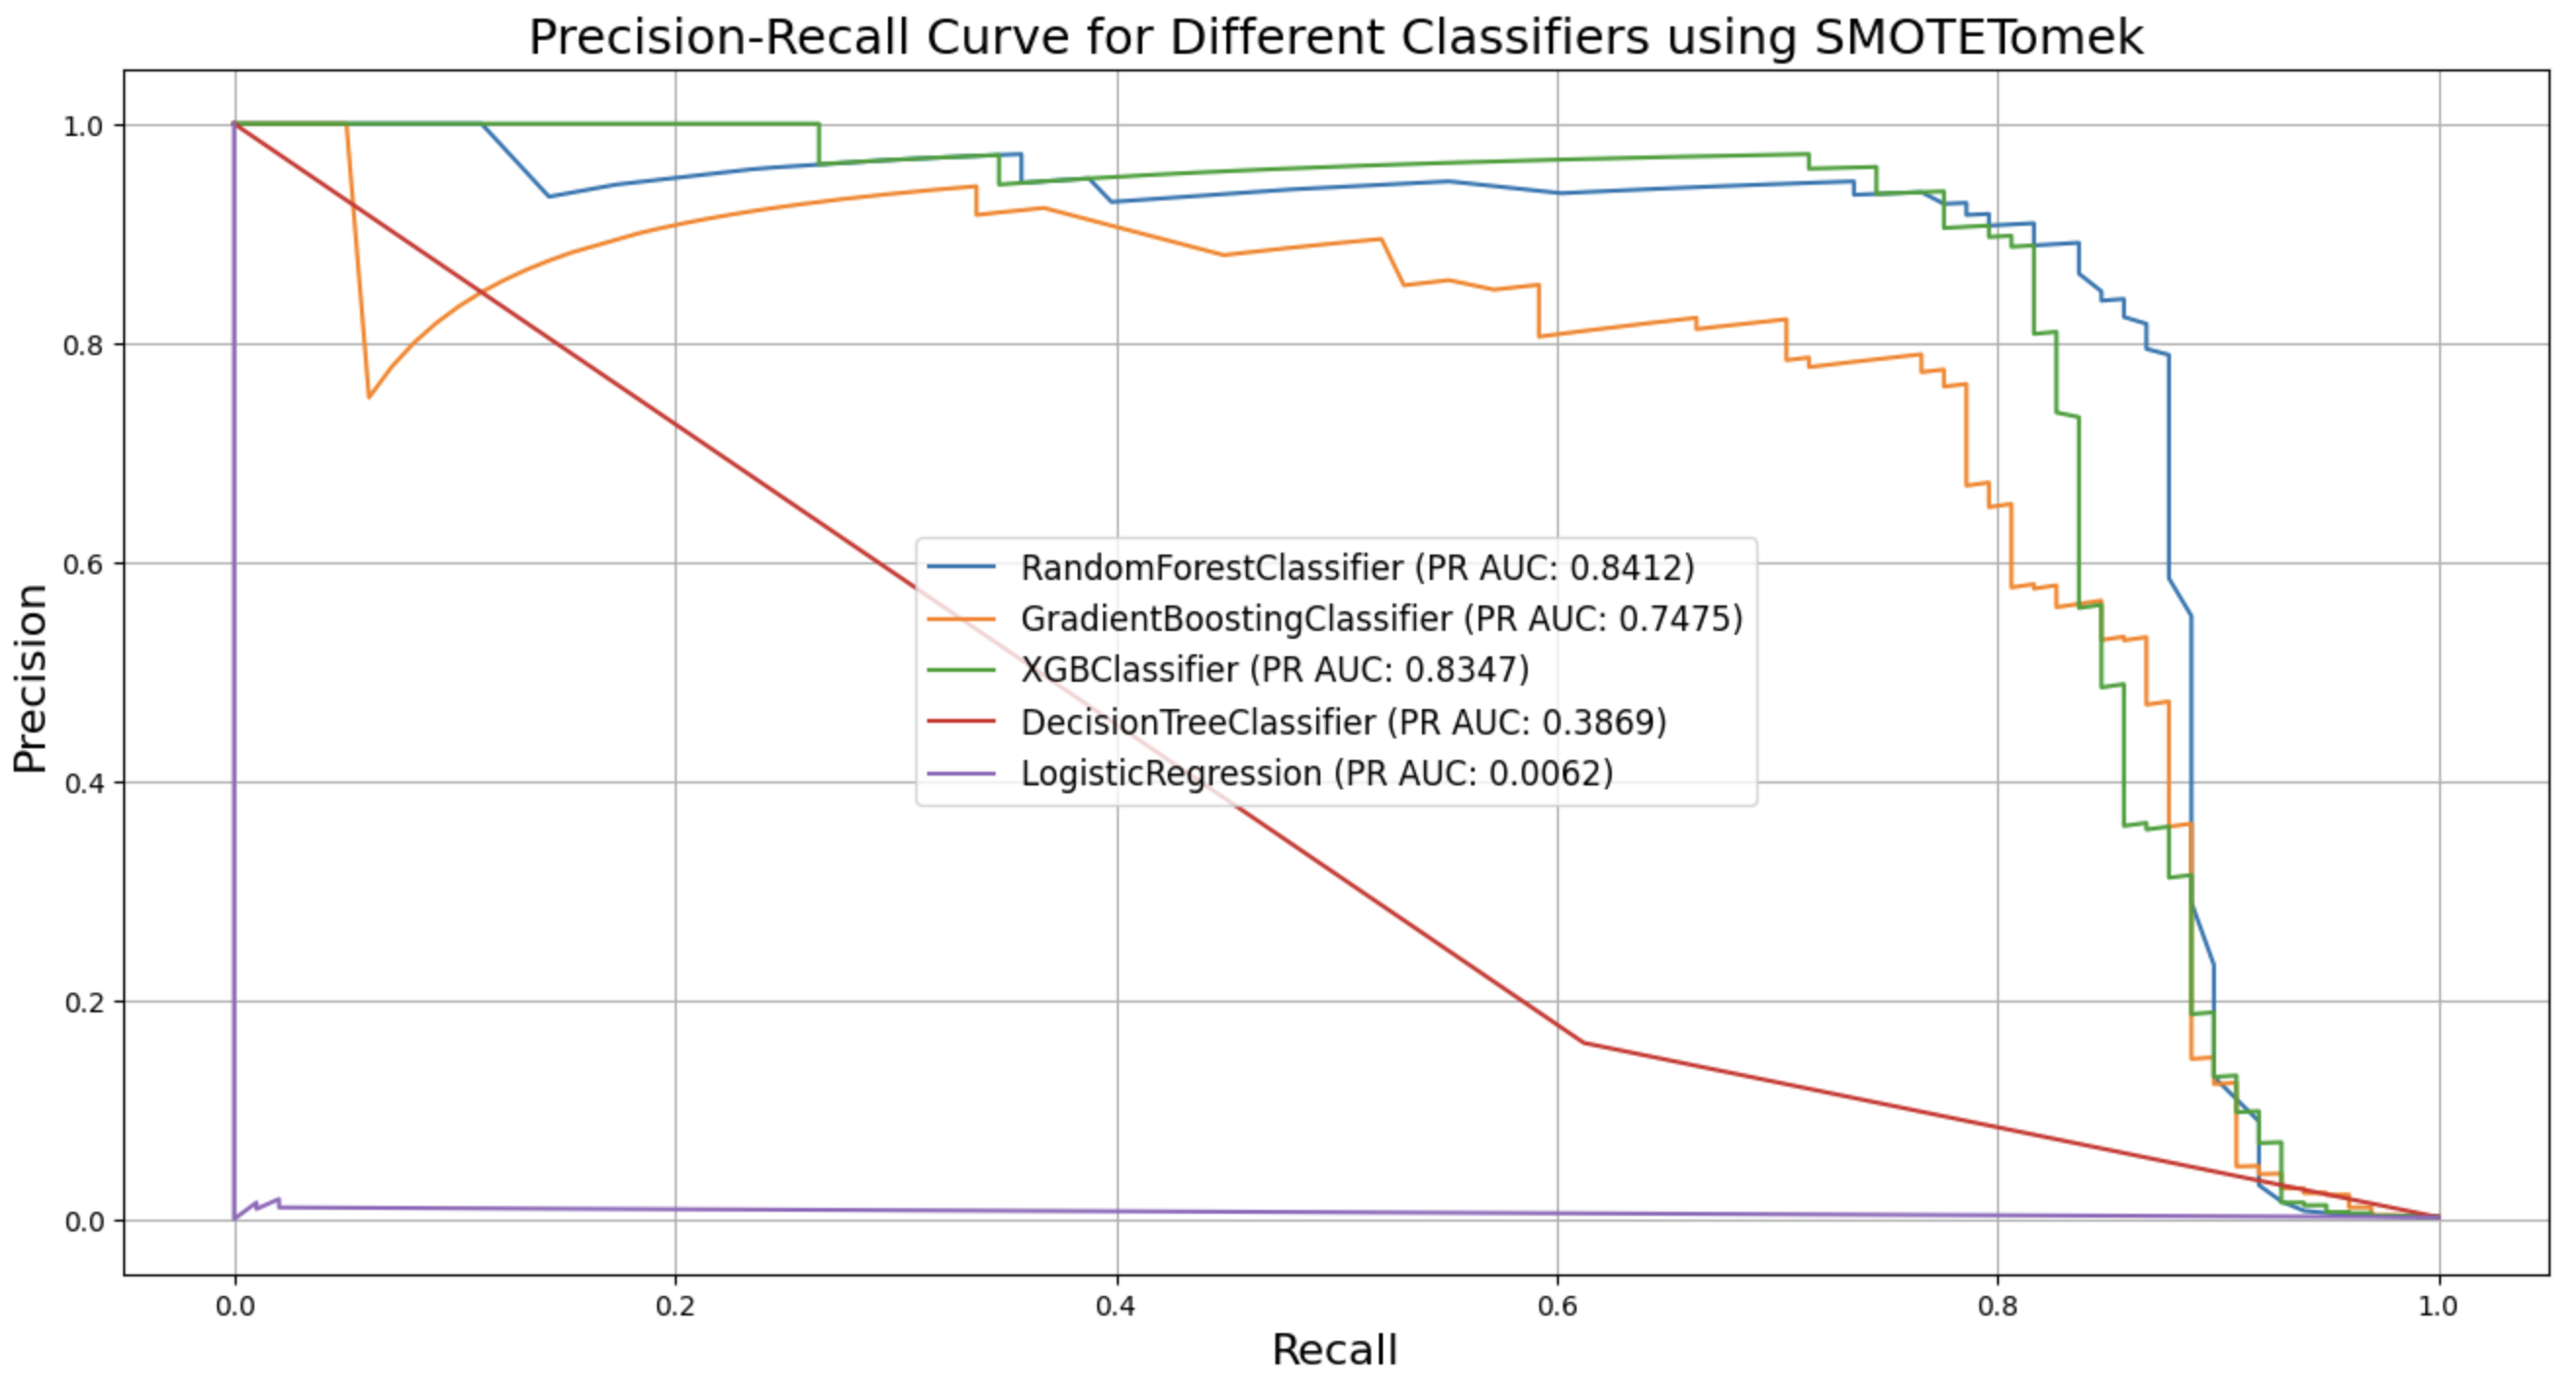 Precision-Recall Curve for Different Classifiers using SMOTETomek
Precision
1.0
0.8
0.6
0.4
0.2
0.0
RandomForestClassifier (PR AUC: 0.8412)
GradientBoostingClassifier (PR AUC: 0.7475)
XGBClassifier (PR AUC: 0.8347)
DecisionTreeClassifier (PR AUC: 0.3869)
LogisticRegression (PR AUC: 0.0062)
0.0 0.2 0.4 0.6 0.8 1.0
Recall